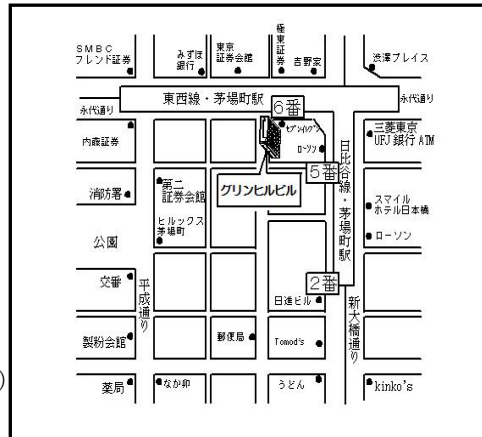 SMBC
フレンド証券
みずほ
銀行
東京
証券会館
極東証券
吉野家
渋澤プレイス
東西線・茅場町駅
永代通り
永代通り
6番
内藤証券
セブンイレブン
ローソン
三菱東京
UFJ銀行ATM
日比谷線・茅場町駅
5番
第二
証券会館
グリンヒルビル
消防署
スマイル
ホテル日本橋
ヒルックス
茅場町
ローソン
公園
2番
交番
平成通り
日進ビル
新大橋通り
製粉会館
郵便局
Tomod's
薬局
なか卯
うどん
kinko's
)